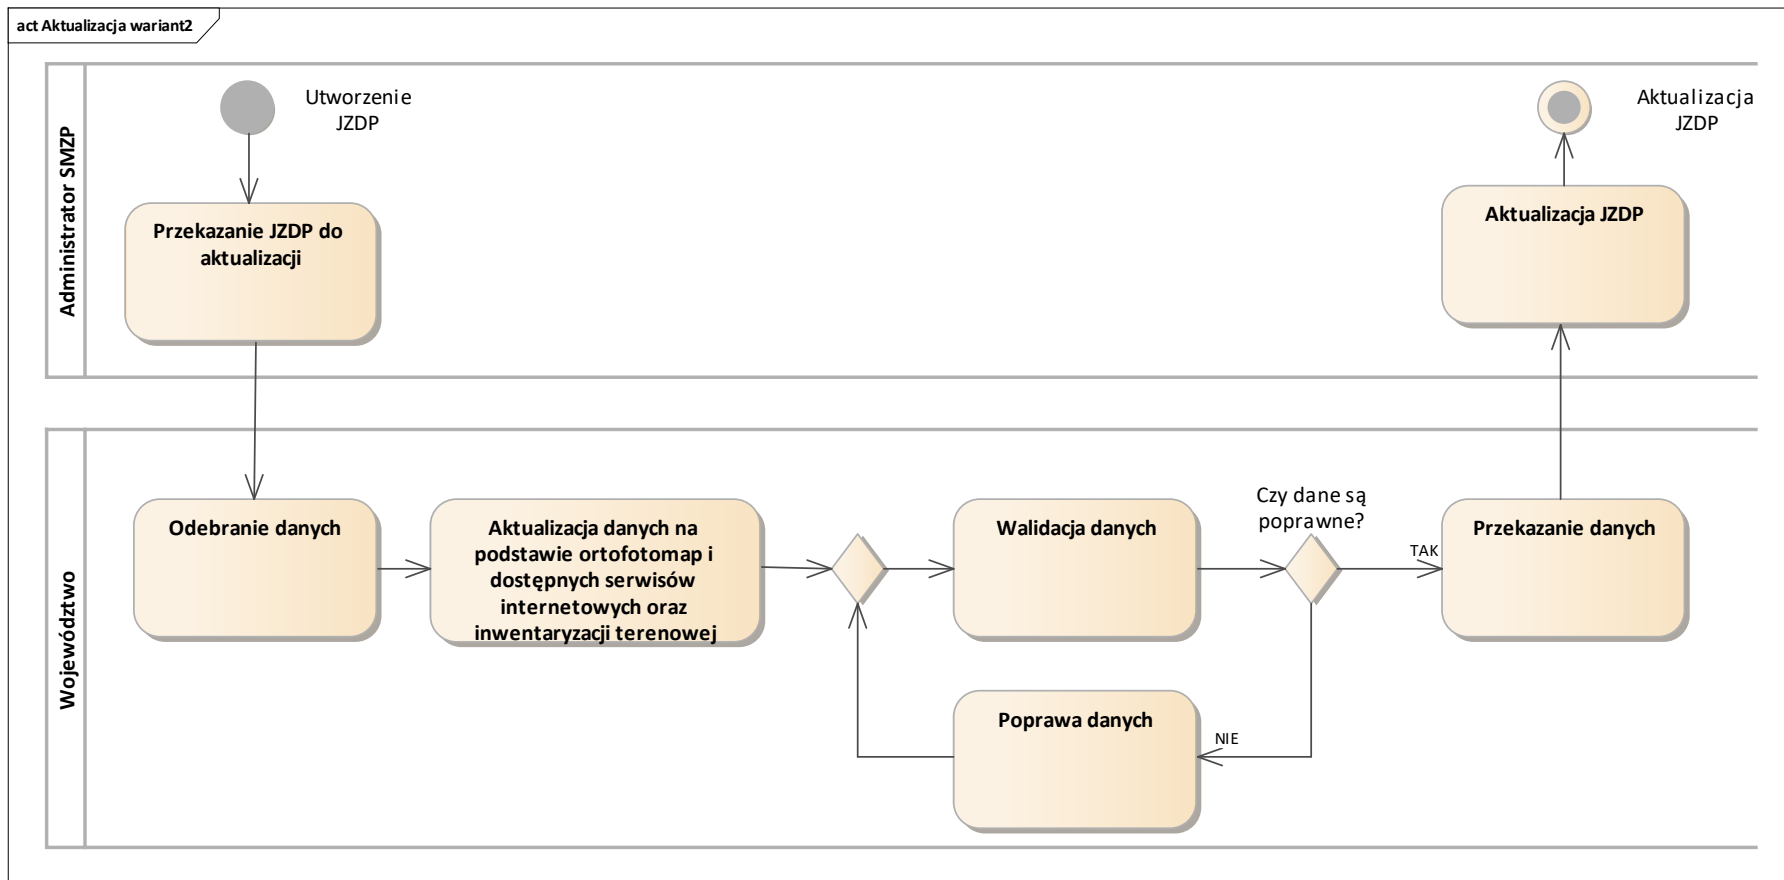 act Aktualizacja wariant2
Administrator SMZP
Utworzenie
JZDP
Aktualizacja
JZDP
Przekazanie JZDP do
aktualizacji
Aktualizacja JZDP
Województwo
Odebranie danych
Aktualizacja danych na
podstawie ortofotomap i
dostępnych serwisów
internetowych oraz
inwentaryzacji terenowej
Walidacja danych
Czy dane są
poprawne?
TAK
Przekazanie danych
Poprawa danych
NIE